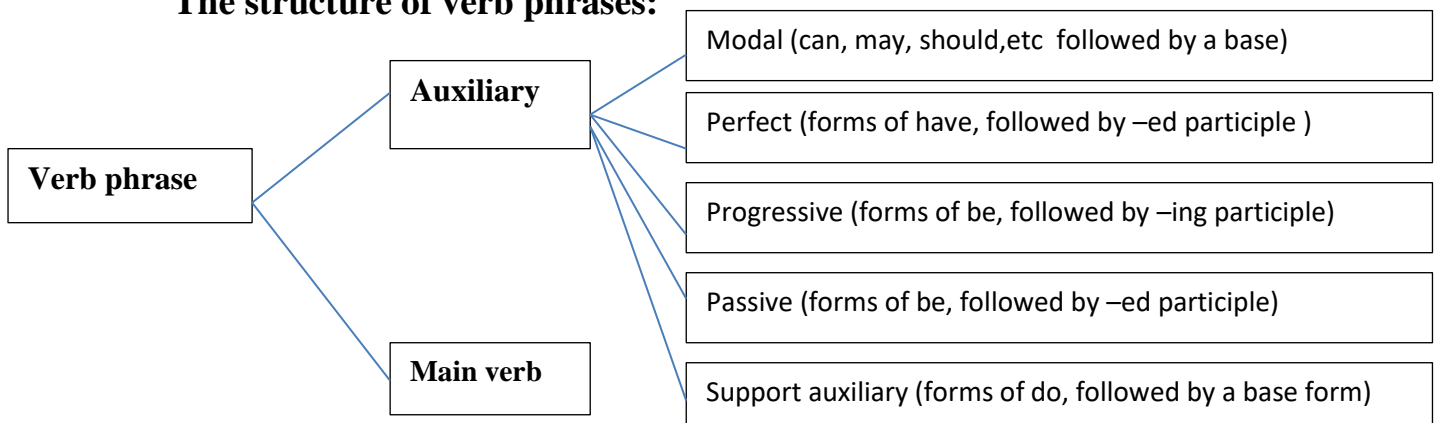 The structure of verb phrases:
Modal (can, may, should,etc  followed by a base)
Auxiliary
Perfect (forms of have, followed by –ed participle )
Verb phrase
Progressive (forms of be, followed by –ing participle)
Passive (forms of be, followed by –ed participle)
Main verb
Support auxiliary (forms of do, followed by a base form)